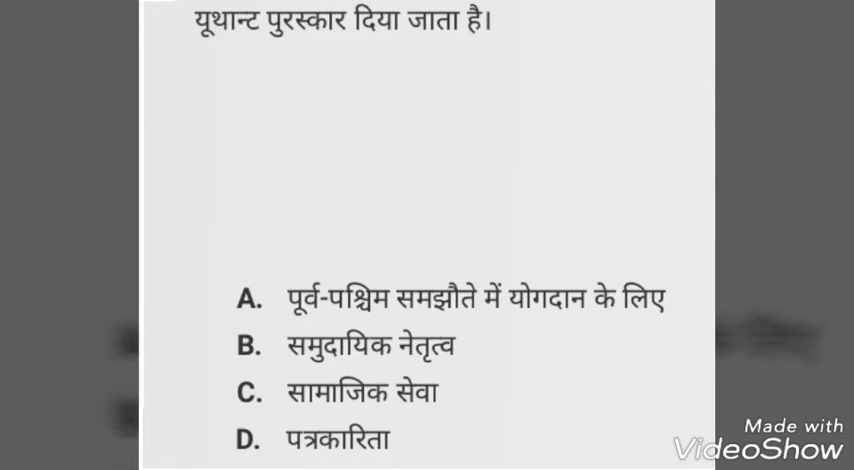 यूथान्ट पुरस्कार दिया जाता है।
A. पूर्व-पश्चिम समझौते में योगदान के लिए
B. समुदायिक नेतृत्व
C. सामाजिक सेवा
D. पत्रकारिता
Made with
VideoShow